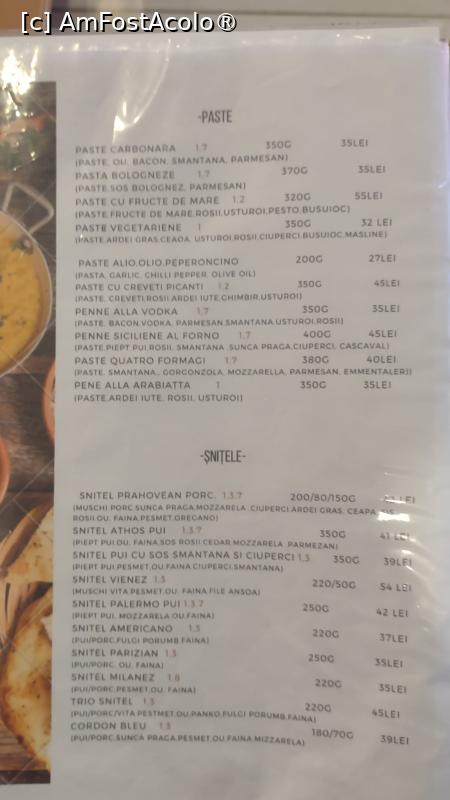 [c] AmFostAcolo®
-PASTE
PASTE CARBONARA 1.7 350G 35LEI
(PASTE, OU, BACON, SMANTANA, PARMESAN)
PASTA BOLOGNEZE 1.7 370G 35LEI
(PASTE,SOS BOLOGNEZ, PARMESAN)
PASTE CU FRUCTE DE MARE 1.2 320G 55LEI
(PASTE,FRUCTE DE MARE,ROSII,USTUROI,PESTO,BUSUIOC)
PASTE VEGETARIENE 1 350G 32 LEI
(PASTE,ARDEI GRAS,CEAOA, USTUROI,ROSII,CIUPERCI,BUSUIOC,MASLINE)
PASTE ALIO,OLIO,PEPERONCINO 200G 27LEI
(PASTA, GARLIC, CHILLI PEPPER, OLIVE OIL)
PASTE CU CREVETI PICANTI 1.2 350G 45LEI
(PASTE, CREVETI,ROSII,ARDEI IUTE,GHIMBIR,USTUROI)
PENNE ALLA VODKA 1.7 350G 35LEI
(PASTE, BACON,VODKA, PARMESAN,SMANTANA,USTUROI,ROSII)
PENNE SICILIENE AL FORNO 1.7 400G 45LEI
(PASTE,PIEPT PUI,ROSII, SMANTANA ,SUNCA PRAGA,CIUPERCI, CASCAVAL)
PASTE QUATRO FORMAGI 1.7 380G 40LEI
(PASTE, SMANTANA,, GORGONZOLA, MOZZARELLA, PARMESAN, EMMENTALER))
PENE ALLA ARABIATTA 1 350G 35LEI
(PASTE,ARDEI IUTE, ROSII, USTUROI)
-ȘNIȚELE-
SNITEL PRAHOVEAN PORC. 1.3.7 200/80/150G LEI
(MUSCHI PORC,SUNCA PRAGA,MOZZARELLA ,CIUPERCI,ARDEI GRAS, CEAPA,
ROSII,OU, FAINA,PESMET,OREGANO)
SNITEL ATHOS PUI 1.3.7 350G 41 LEI
(PIEPT PUI,OU, FAINA,SOS ROSII,CEDAR,MOZZARELLA ,PARMEZAN)
SNITEL PUI CU SOS SMANTANA SI CIUPERCI 1.3 350G 39LEI
(PIEPT PUI,PESMET,OU,FAINA,CIUPERCI,SMANTANA)
SNITEL VIENEZ 1.3 220/50G 54 LEI
(MUSCHI VITA,PESMET,OU, FAINA,FILE ANSOA)
SNITEL PALERMO PUI 1.3.7 250G 42 LEI
(PIEPT PUI, MOZZARELLA OU,FAINA)
SNITEL AMERICANO 1.3 220G 37LEI
(PUI/PORC,FULGI PORUMB,FAINA)
SNITEL PARIZIAN 1.3 250G 35LEI
(PUI/PORC, OU, FAINA)
SNITEL MILANEZ 1.8 220G 35LEI
(PUI/PORC,PESMET,OU, FAINA)
TRIO SNITEL 1.3 220G 45LEI
(PUI/PORC/VITA,PESTMET,OU,PANKO,FULGI PORUMB,FAINA)
CORDON BLEU 1.3 180/70G 39LEI
(PUI/PORC,SUNCA PRAGA,PESMET,OU,FAINA,MIZZARELA)